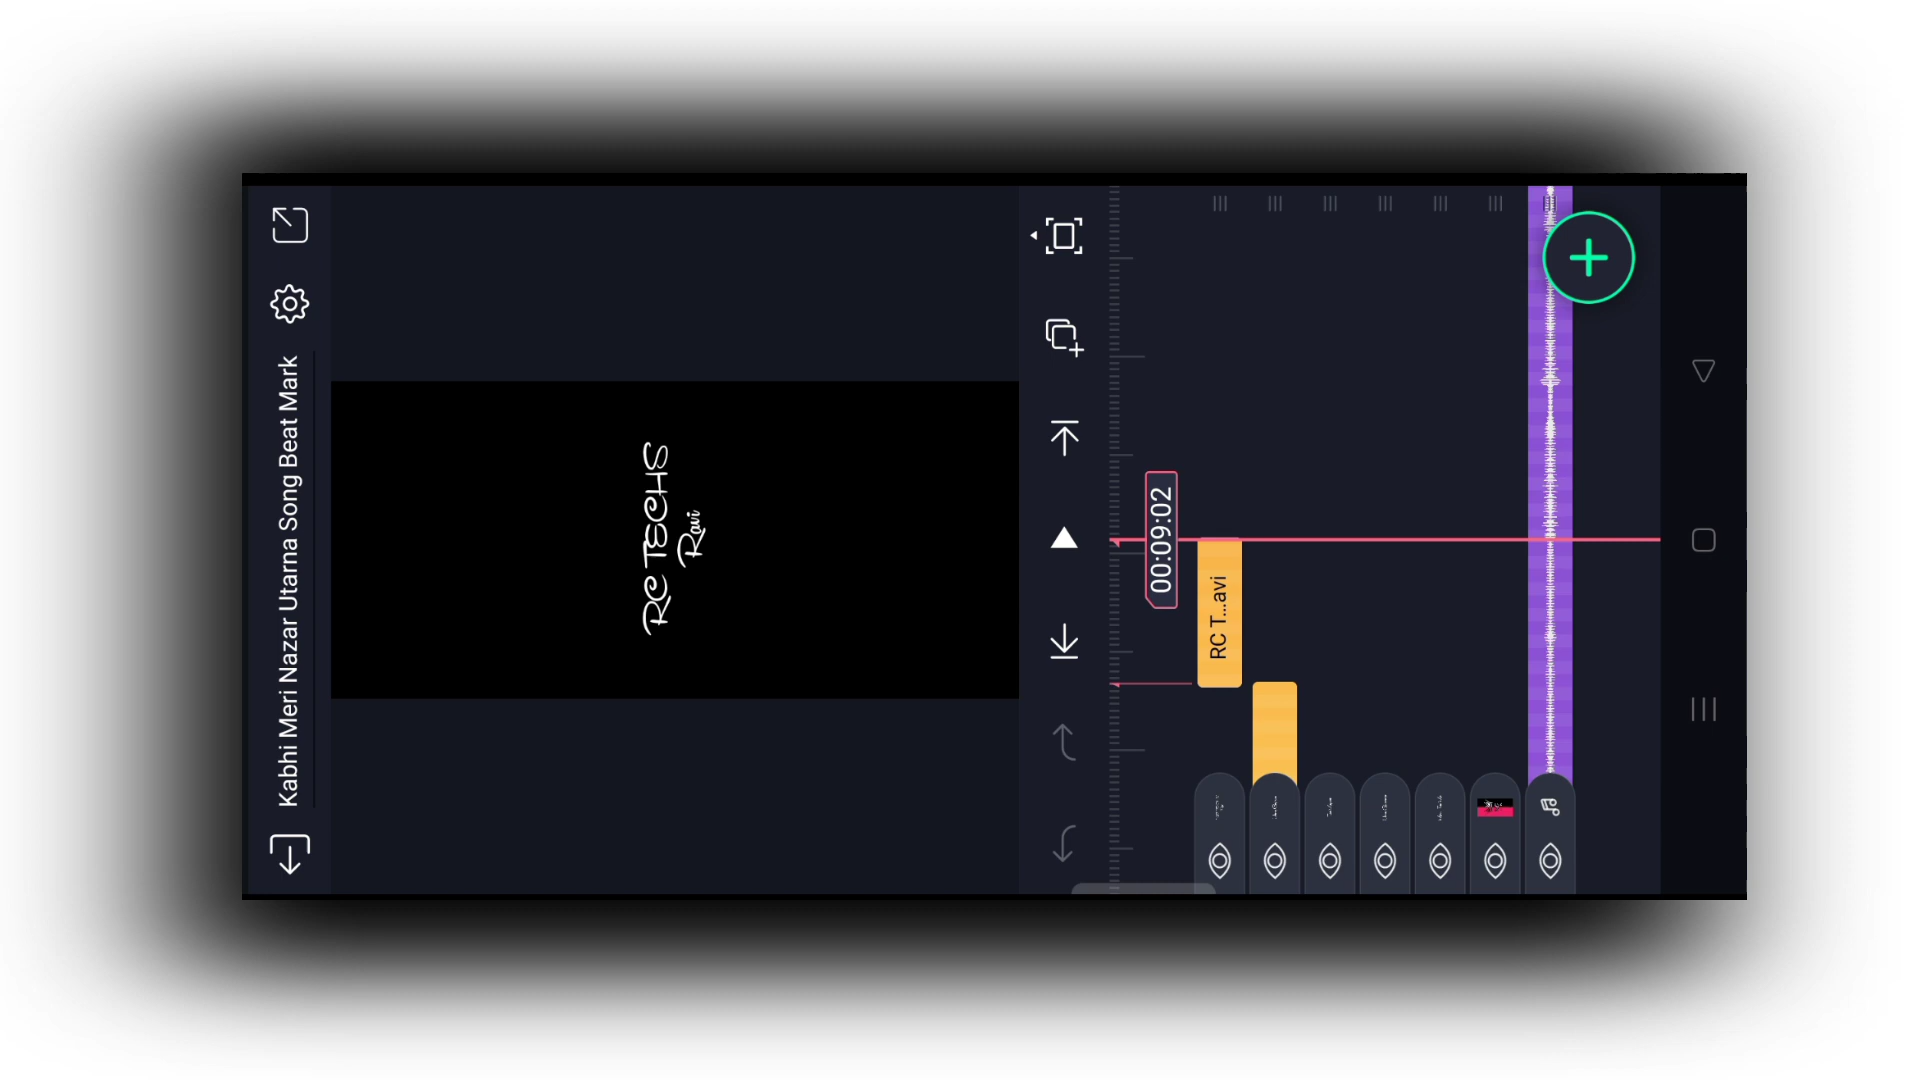 Kabhi Meri Nazar Utarna Song Beat Mark
RC TECHS
Ravi
00:09:02
RC T...avi